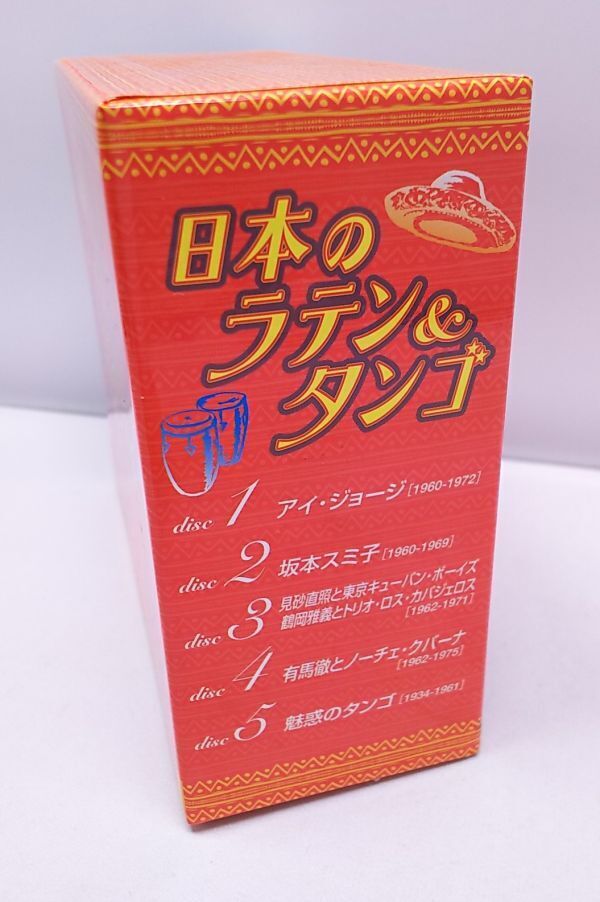 日本の
ラテン&
タンゴ
disc 1 アイ・ジョージ [1960-1972]
disc 2 坂本スミ子 [1960-1969]
disc 3 見砂直照と東京キューバン・ボーイズ
鶴岡雅義とトリオ・ロス・カバジェロス
[1962-1971]
disc 4 有馬徹とノーチェ・クバーナ
[1962-1975]
disc 5 魅惑のタンゴ [1934-1961]